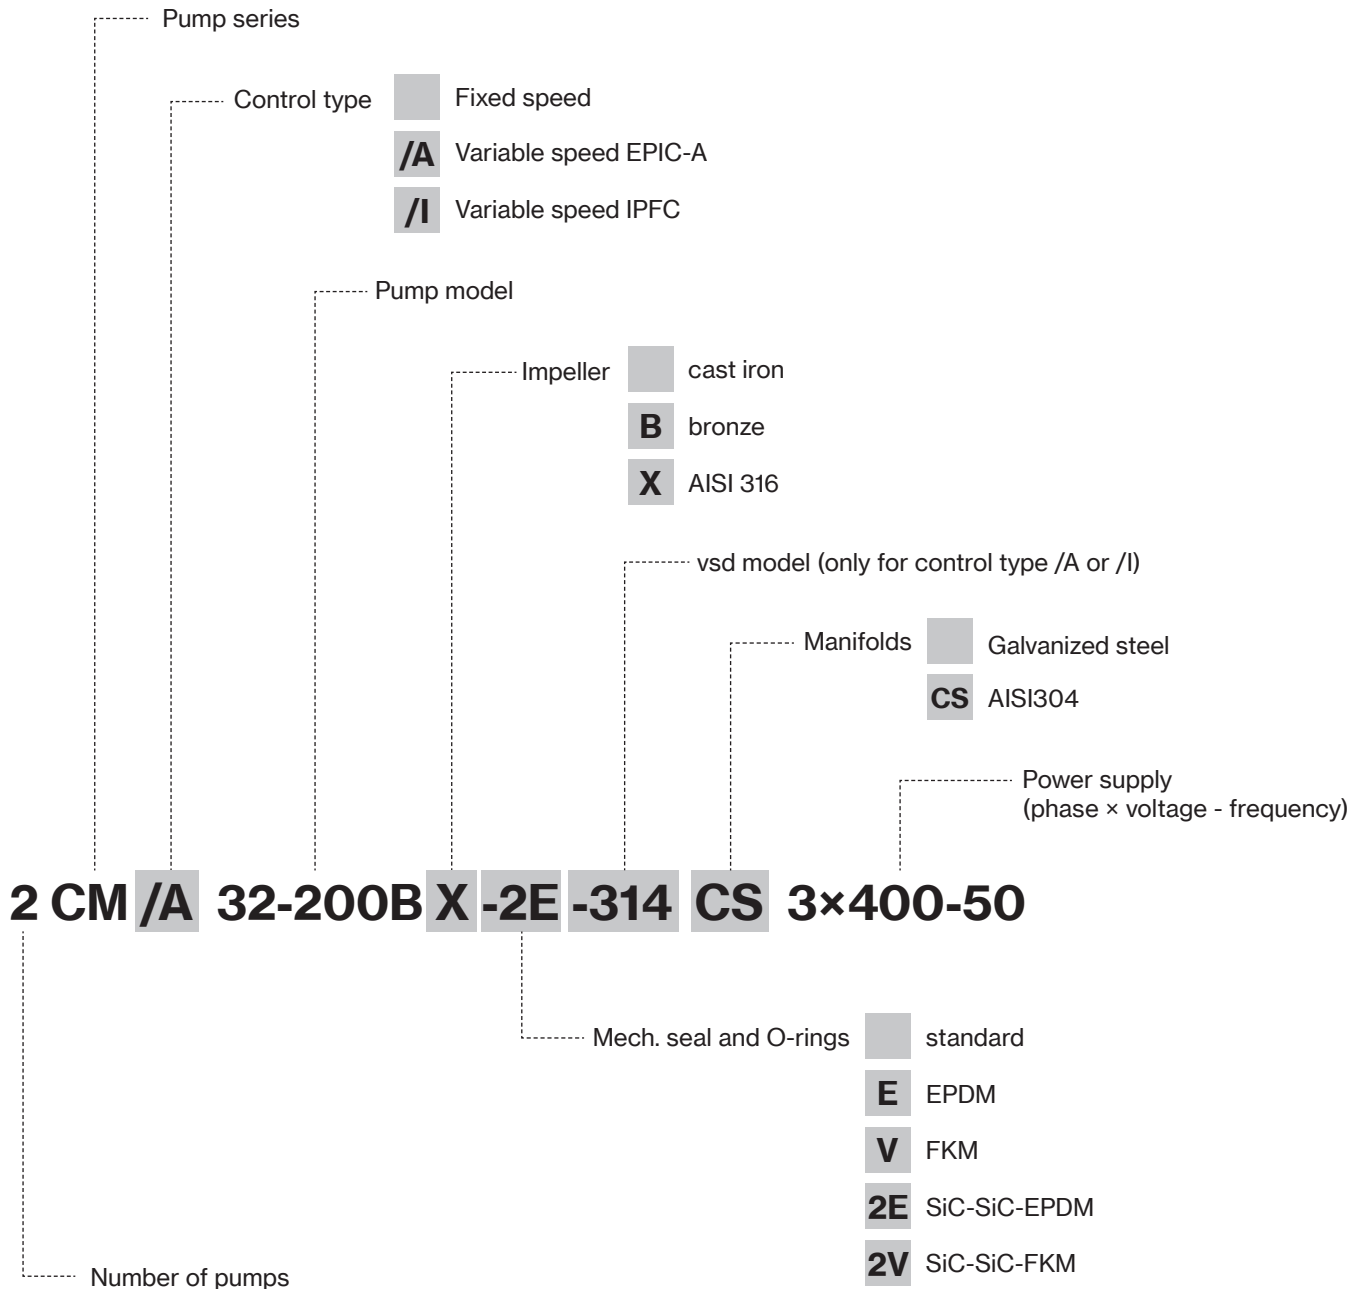 Pump series
Control type
Fixed speed
/A Variable speed EPIC-A
/I Variable speed IPFC
Pump model
Impeller
cast iron
B bronze
X AISI 316
vsd model (only for control type /A or /I)
Manifolds
Galvanized steel
CS AISI304
Power supply
(phase × voltage - frequency)
2 CM /A 32-200B X -2E -314 CS 3×400-50
Mech. seal and O-rings
standard
E EPDM
V FKM
2E SiC-SiC-EPDM
2V SiC-SiC-FKM
Number of pumps